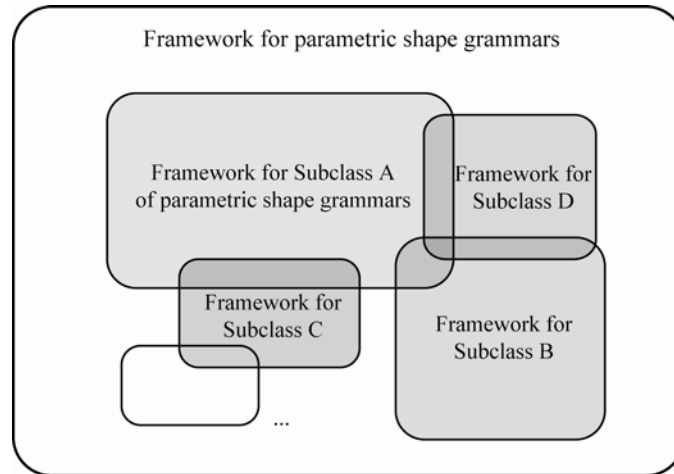 Framework for parametric shape grammars
Framework for Subclass A
of parametric shape grammars
Framework for
Subclass D
Framework for
Subclass C
Framework for
Subclass B
...